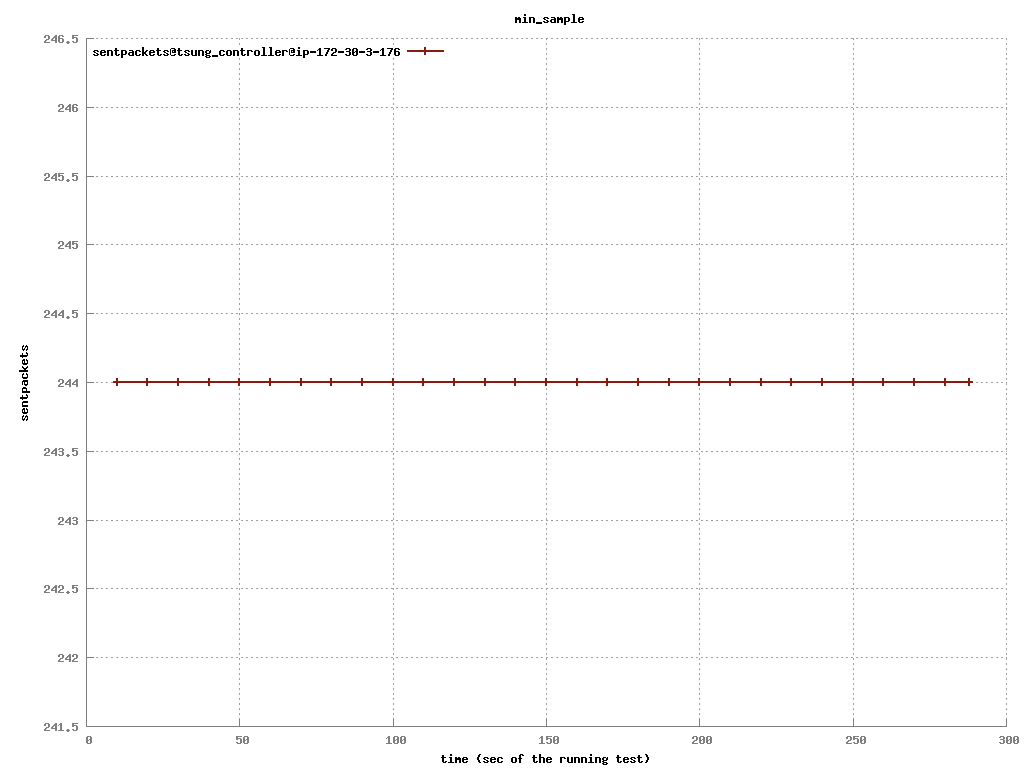 min_sample
sentpackets@tsung_controller@ip-172-30-3-176
246.5
246
245.5
245
244.5
244
243.5
243
242.5
242
241.5
sentpackets
0 50 100 150 200 250 300
time (sec of the running test)